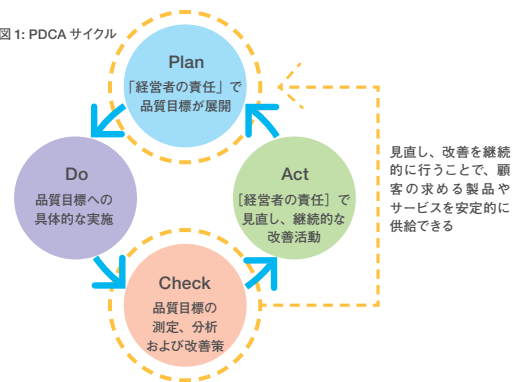 図 1: PDCA サイクル
Plan
「経営者の責任」で
品質目標が展開
Do
品質目標への
具体的な実施
Act
［経営者の責任］で
見直し、継続的な
改善活動
Check
品質目標の
測定、分析
および改善策
見直し、改善を継続
的に行うことで、顧
客の求める製品や
サービスを安定的に
供給できる